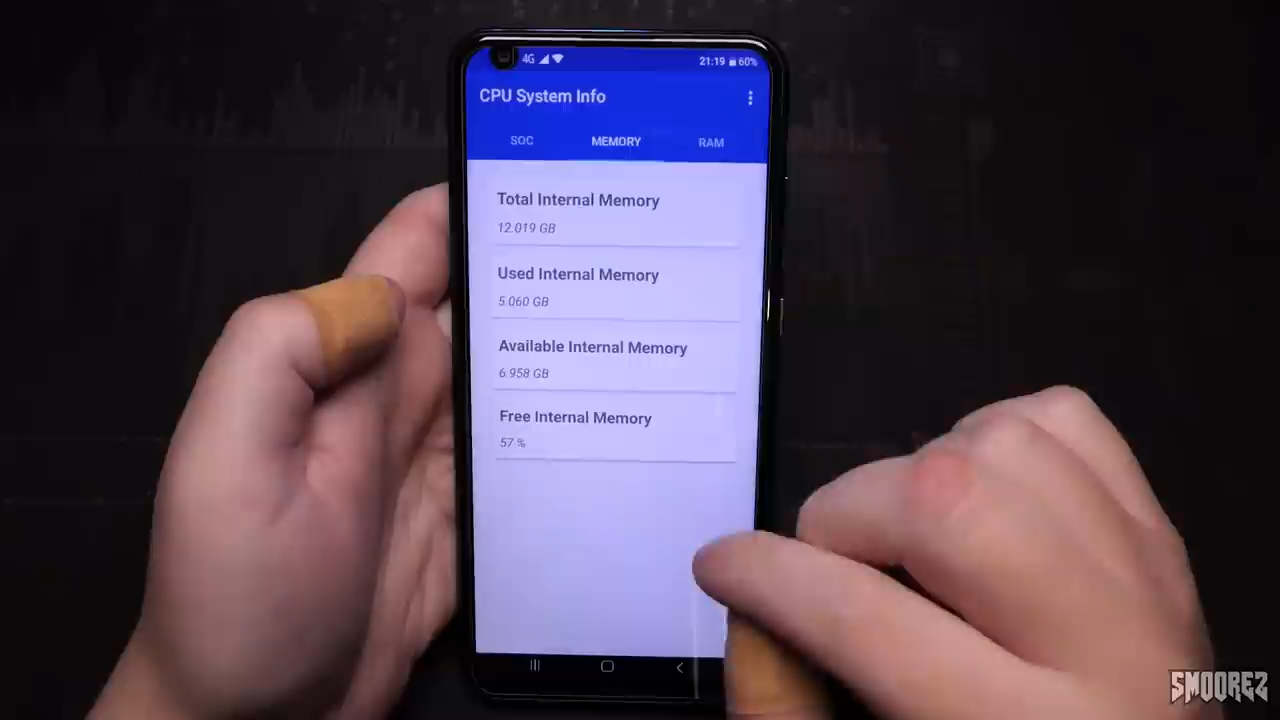 4G 21:19 60%
CPU System Info
SOC MEMORY RAM
Total Internal Memory
12.019 GB
Used Internal Memory
5.060 GB
Available Internal Memory
6.958 GB
Free Internal Memory
57 %
SMOOREZ